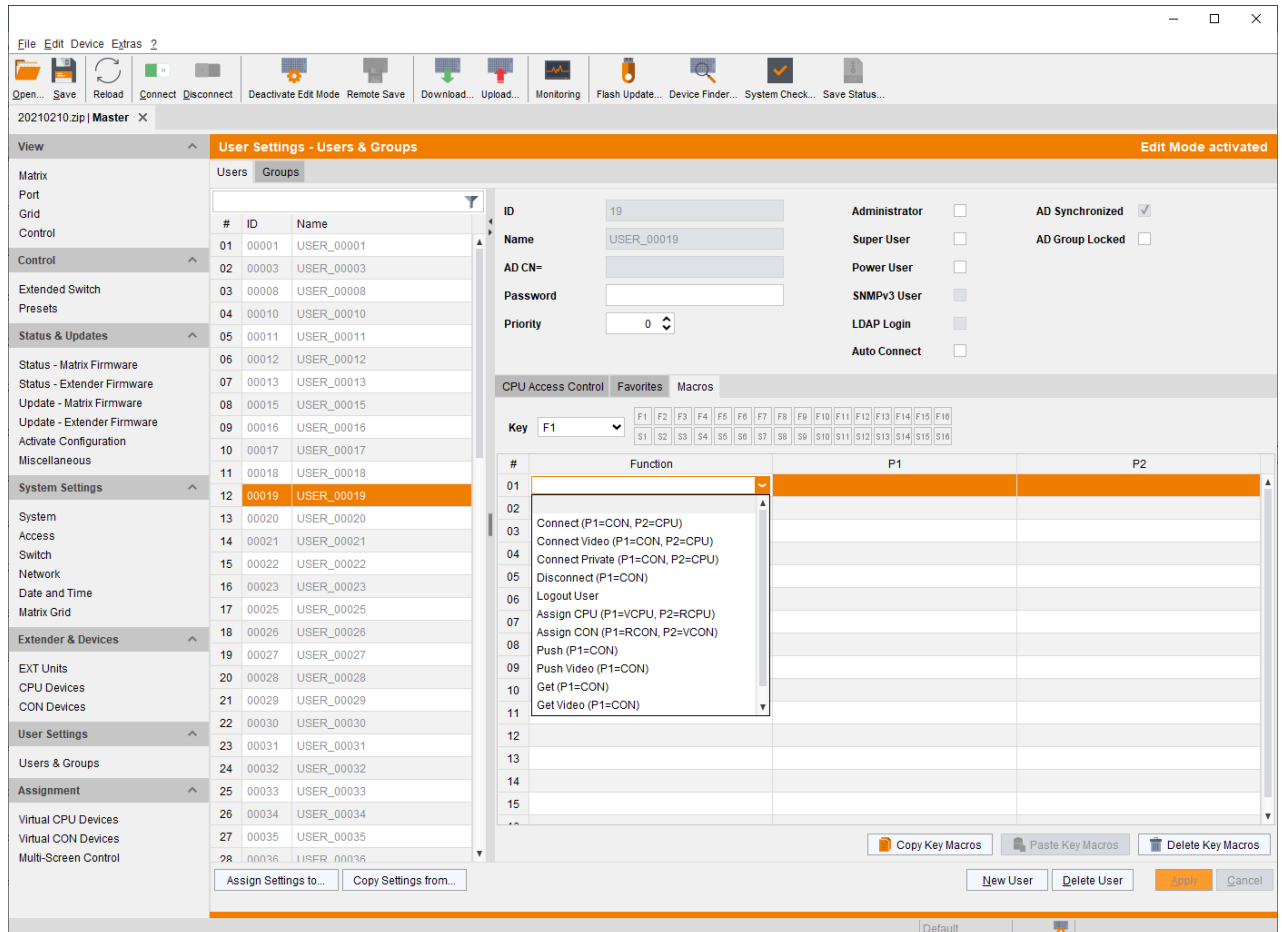 File Edit Device Extras ?
Open... Save Reload Connect Disconnect Deactivate Edit Mode Remote Save Download... Upload... Monitoring Flash Update... Device Finder... System Check... Save Status...
20210210.zip | Master
View
Matrix
Port
Grid
Control
Control
Extended Switch
Presets
Status & Updates
Status - Matrix Firmware
Status - Extender Firmware
Update - Matrix Firmware
Update - Extender Firmware
Activate Configuration
Miscellaneous
System Settings
System
Access
Switch
Network
Date and Time
Matrix Grid
Extender & Devices
EXT Units
CPU Devices
CON Devices
User Settings
Users & Groups
Assignment
Virtual CPU Devices
Virtual CON Devices
Multi-Screen Control
User Settings - Users & Groups Edit Mode activated
Users Groups
# ID Name
01 00001 USER_00001
02 00003 USER_00003
03 00008 USER_00008
04 00010 USER_00010
05 00011 USER_00011
06 00012 USER_00012
07 00013 USER_00013
08 00015 USER_00015
09 00016 USER_00016
10 00017 USER_00017
11 00018 USER_00018
12 00019 USER_00019
13 00020 USER_00020
14 00021 USER_00021
15 00022 USER_00022
16 00023 USER_00023
17 00025 USER_00025
18 00026 USER_00026
19 00027 USER_00027
20 00028 USER_00028
21 00029 USER_00029
22 00030 USER_00030
23 00031 USER_00031
24 00032 USER_00032
25 00033 USER_00033
26 00034 USER_00034
27 00035 USER_00035
28 00036 USER_00036
Assign Settings to... Copy Settings from...
ID 19 Administrator AD Synchronized
Name USER_00019 Super User AD Group Locked
AD CN= Power User
Password SNMPv3 User
Priority 0 LDAP Login
Auto Connect
CPU Access Control Favorites Macros
Key F1
F1 F2 F3 F4 F5 F6 F7 F8 F9 F10 F11 F12 F13 F14 F15 F16
S1 S2 S3 S4 S5 S6 S7 S8 S9 S10 S11 S12 S13 S14 S15 S16
# Function P1 P2
01
02
03 Connect (P1=CON, P2=CPU)
Connect Video (P1=CON, P2=CPU)
04 Connect Private (P1=CON, P2=CPU)
05 Disconnect (P1=CON)
06 Logout User
07 Assign CPU (P1=VCPU, P2=RCPU)
Assign CON (P1=RCON, P2=VCON)
08 Push (P1=CON)
09 Push Video (P1=CON)
10 Get (P1=CON)
11 Get Video (P1=CON)
12
13
14
15
Copy Key Macros Paste Key Macros Delete Key Macros
New User Delete User Apply Cancel
Default